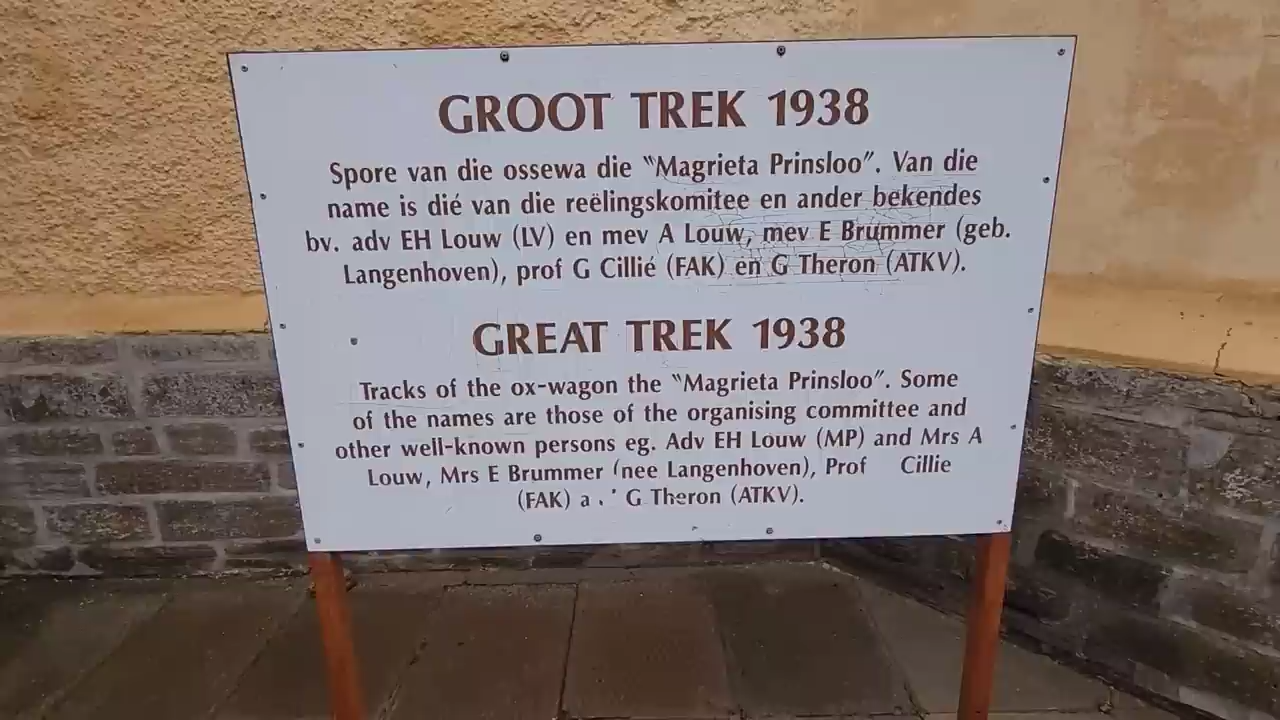 GROOT TREK 1938
Spore van die ossewa die "Magrieta Prinsloo". Van die
name is dié van die reëlingskomitee en ander bekendes
bv. adv EH Louw (LV) en mev A Louw, mev E Brummer (geb.
Langenhoven), prof G Cillié (FAK) en G Theron (ATKV).
GREAT TREK 1938
Tracks of the ox-wagon the "Magrieta Prinsloo". Some
of the names are those of the organising committee and
other well-known persons eg. Adv EH Louw (MP) and Mrs A
Louw, Mrs E Brummer (nee Langenhoven), Prof Cillie
(FAK) G Theron (ATKV).